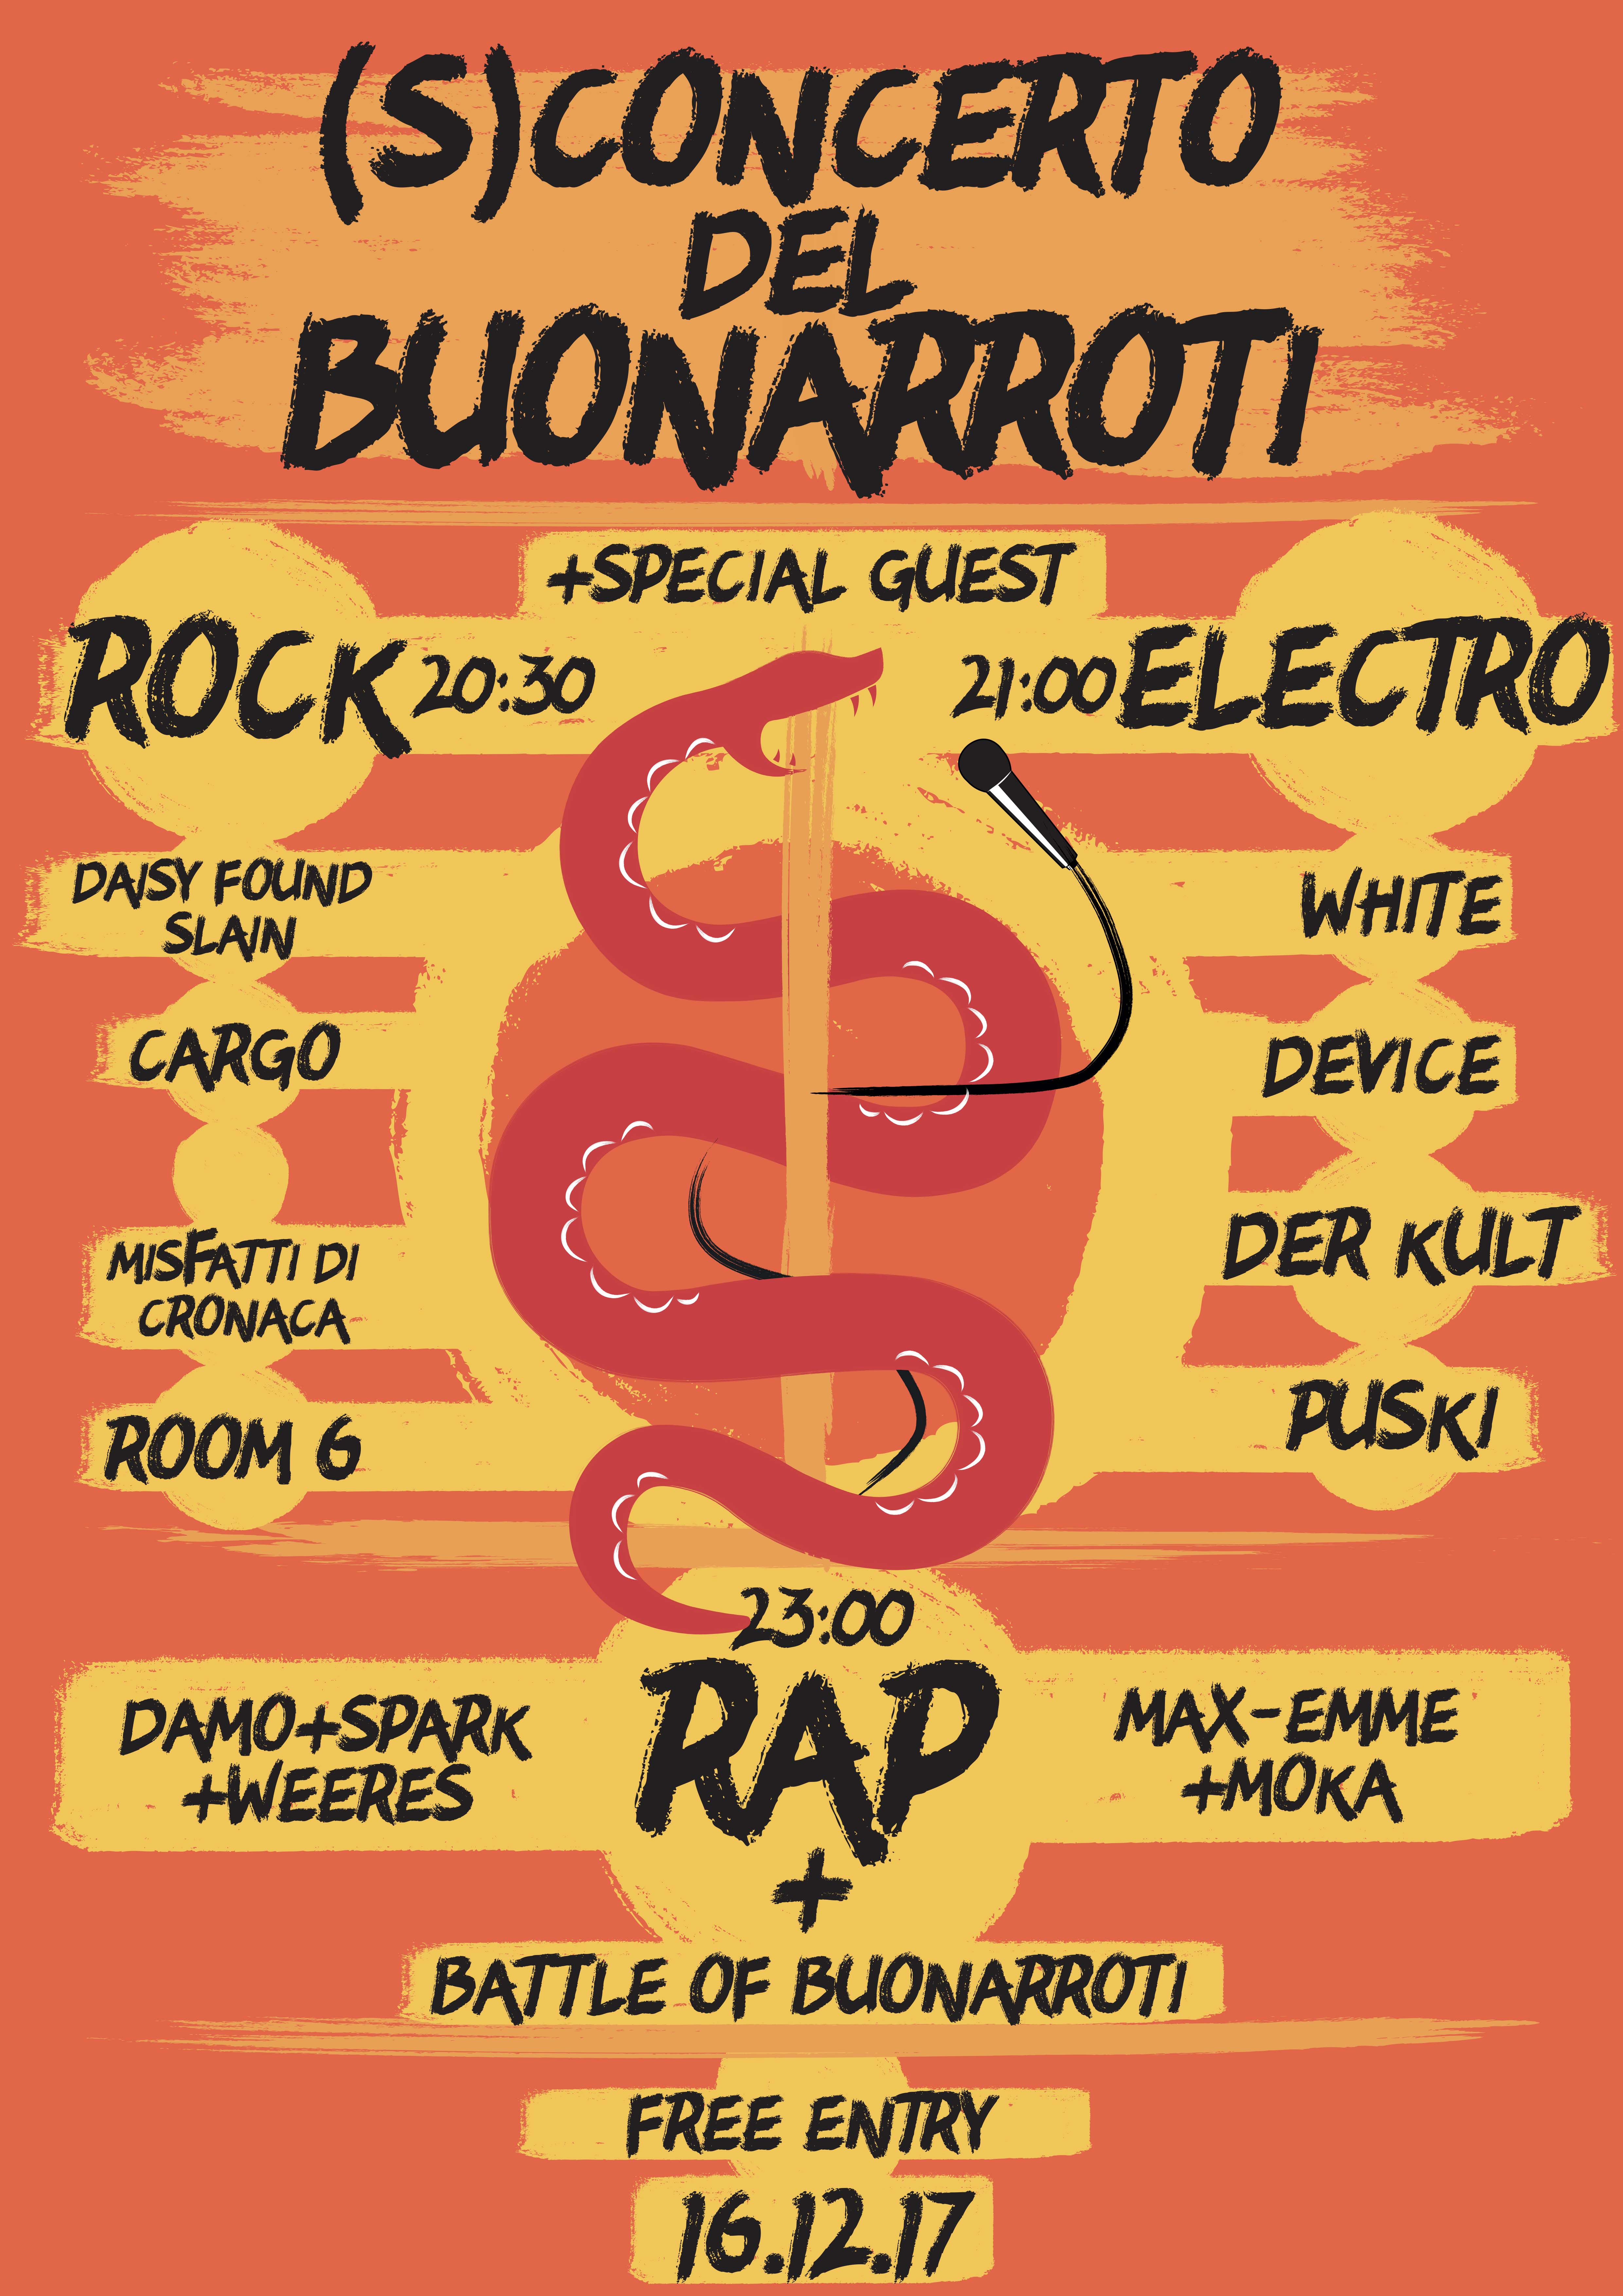 (S)CONCERTO
DEL
BUONARROTI
+SPECIAL GUEST
ROCK 20:30
21:00 ELECTRO
DAISY FOUND
SLAIN
CARGO
MISFATTI DI
CRONACA
ROOM 6
WHITE
DEVICE
DER KULT
PUSKI
23:00
RAP
DAMO+SPARK
+WEERES
MAX-EMME
+MOKA
+
BATTLE OF BUONARROTI
FREE ENTRY
16.12.17